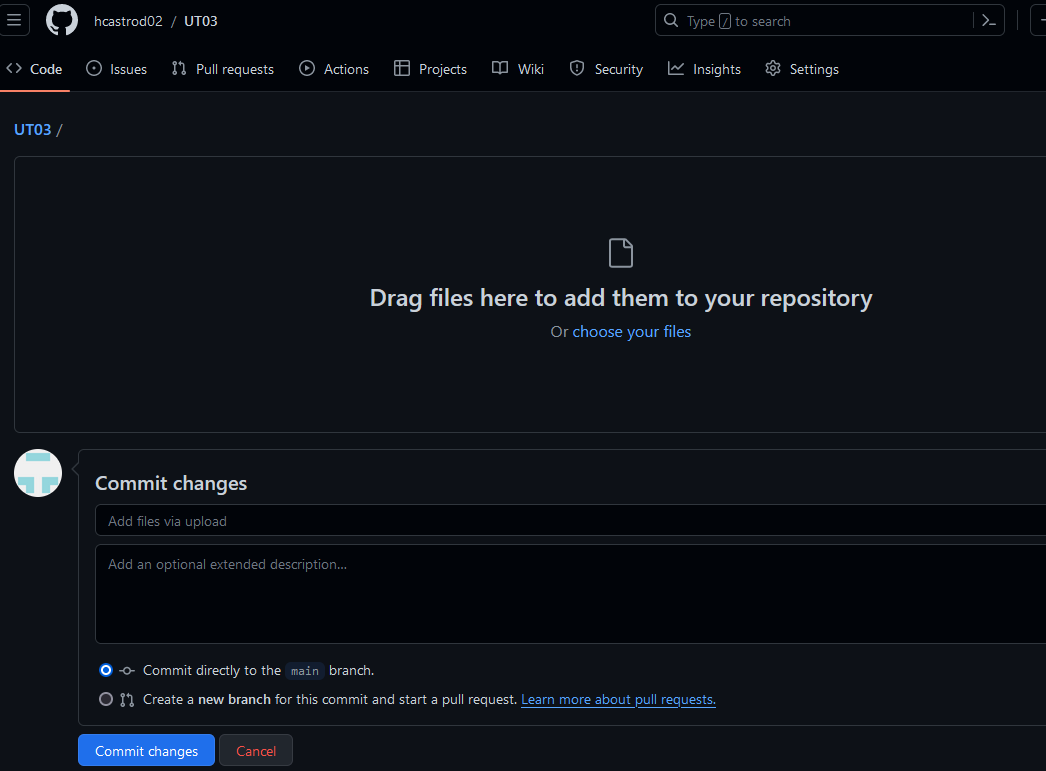 hcastrod02 / UT03
Type / to search
Code Issues Pull requests Actions Projects Wiki Security Insights Settings
UT03 /
Drag files here to add them to your repository
Or choose your files
Commit changes
Add files via upload
Add an optional extended description...
Commit directly to the main branch.
Create a new branch for this commit and start a pull request. Learn more about pull requests.
Commit changes Cancel